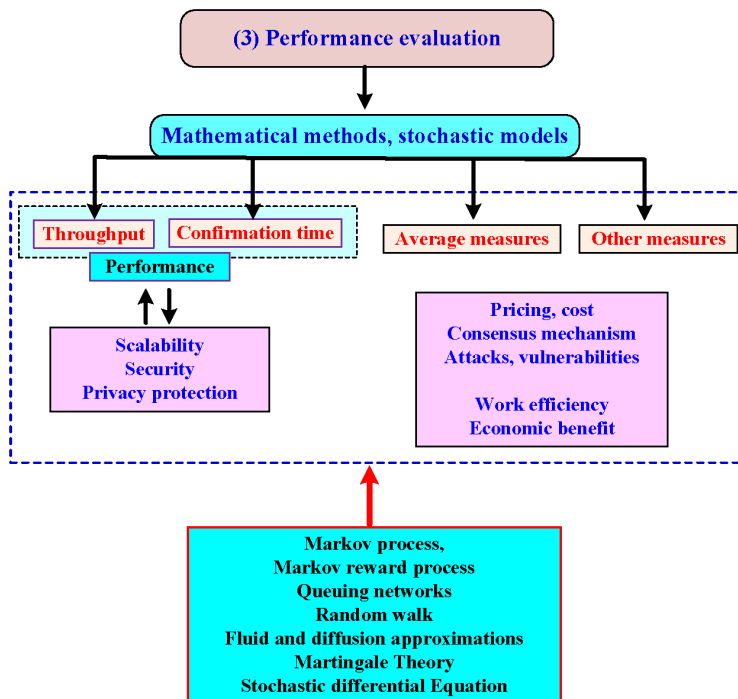 (3) Performance evaluation
Mathematical methods, stochastic models
Throughput
Confirmation time
Average measures
Other measures
Performance
Scalability
Security
Privacy protection
Pricing, cost
Consensus mechanism
Attacks, vulnerabilities
Work efficiency
Economic benefit
Markov process,
Markov reward process
Queuing networks
Random walk
Fluid and diffusion approximations
Martingale Theory
Stochastic differential Equation